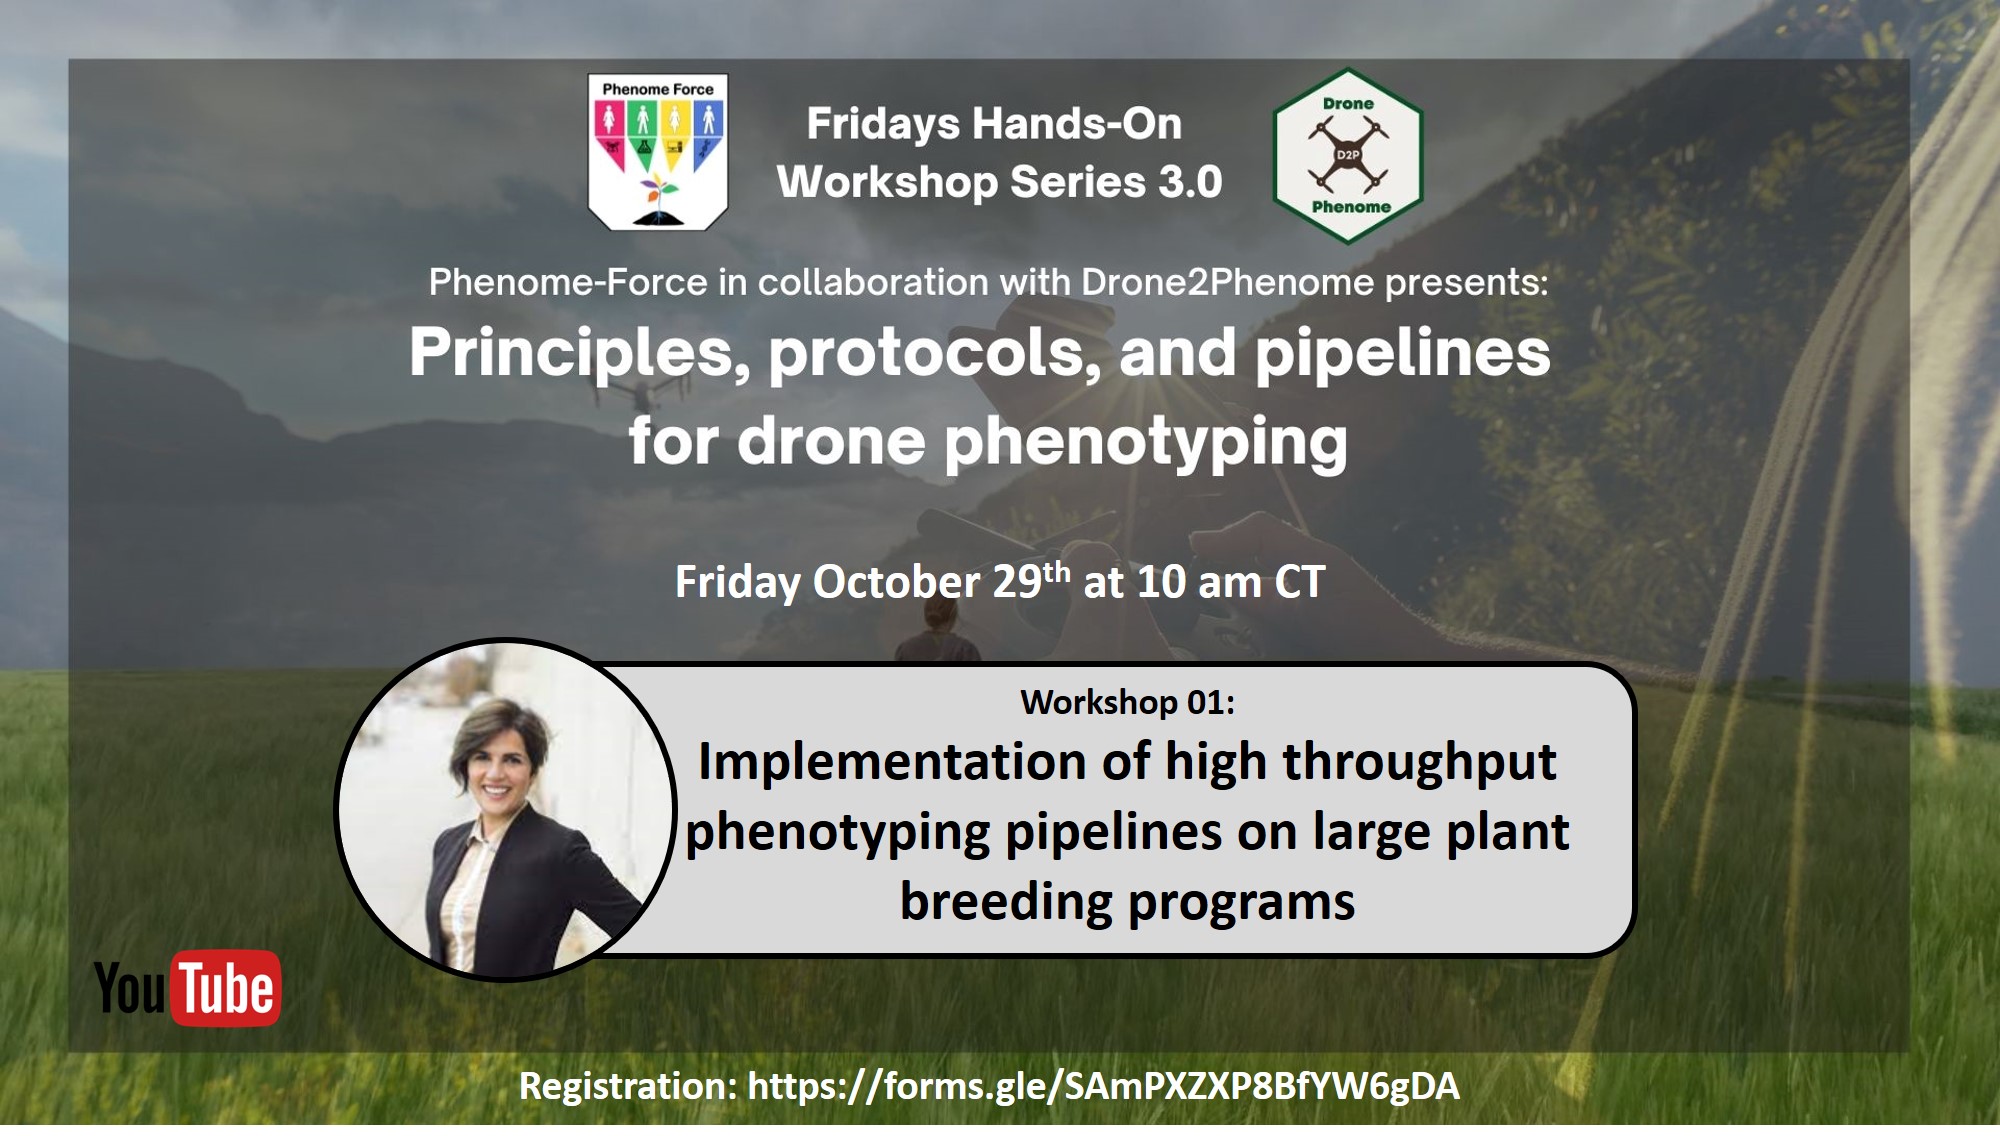 Phenome Force
Fridays Hands-On
Workshop Series 3.0
Drone
D2P
Phenome
Phenome-Force in collaboration with Drone2Phenome presents:
Principles, protocols, and pipelines
for drone phenotyping
Friday October 29th at 10 am CT
Workshop 01:
Implementation of high throughput
phenotyping pipelines on large plant
breeding programs
YouTube
Registration: https://forms.gle/SAmPXZXP8BfYW6gDA